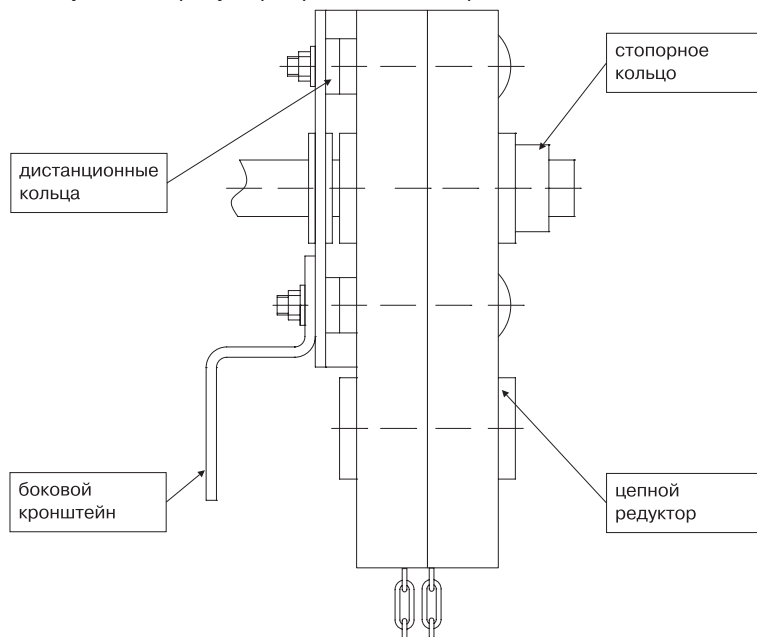 стопорное
кольцо
дистанционные
кольца
боковой
кронштейн
цепной
редуктор